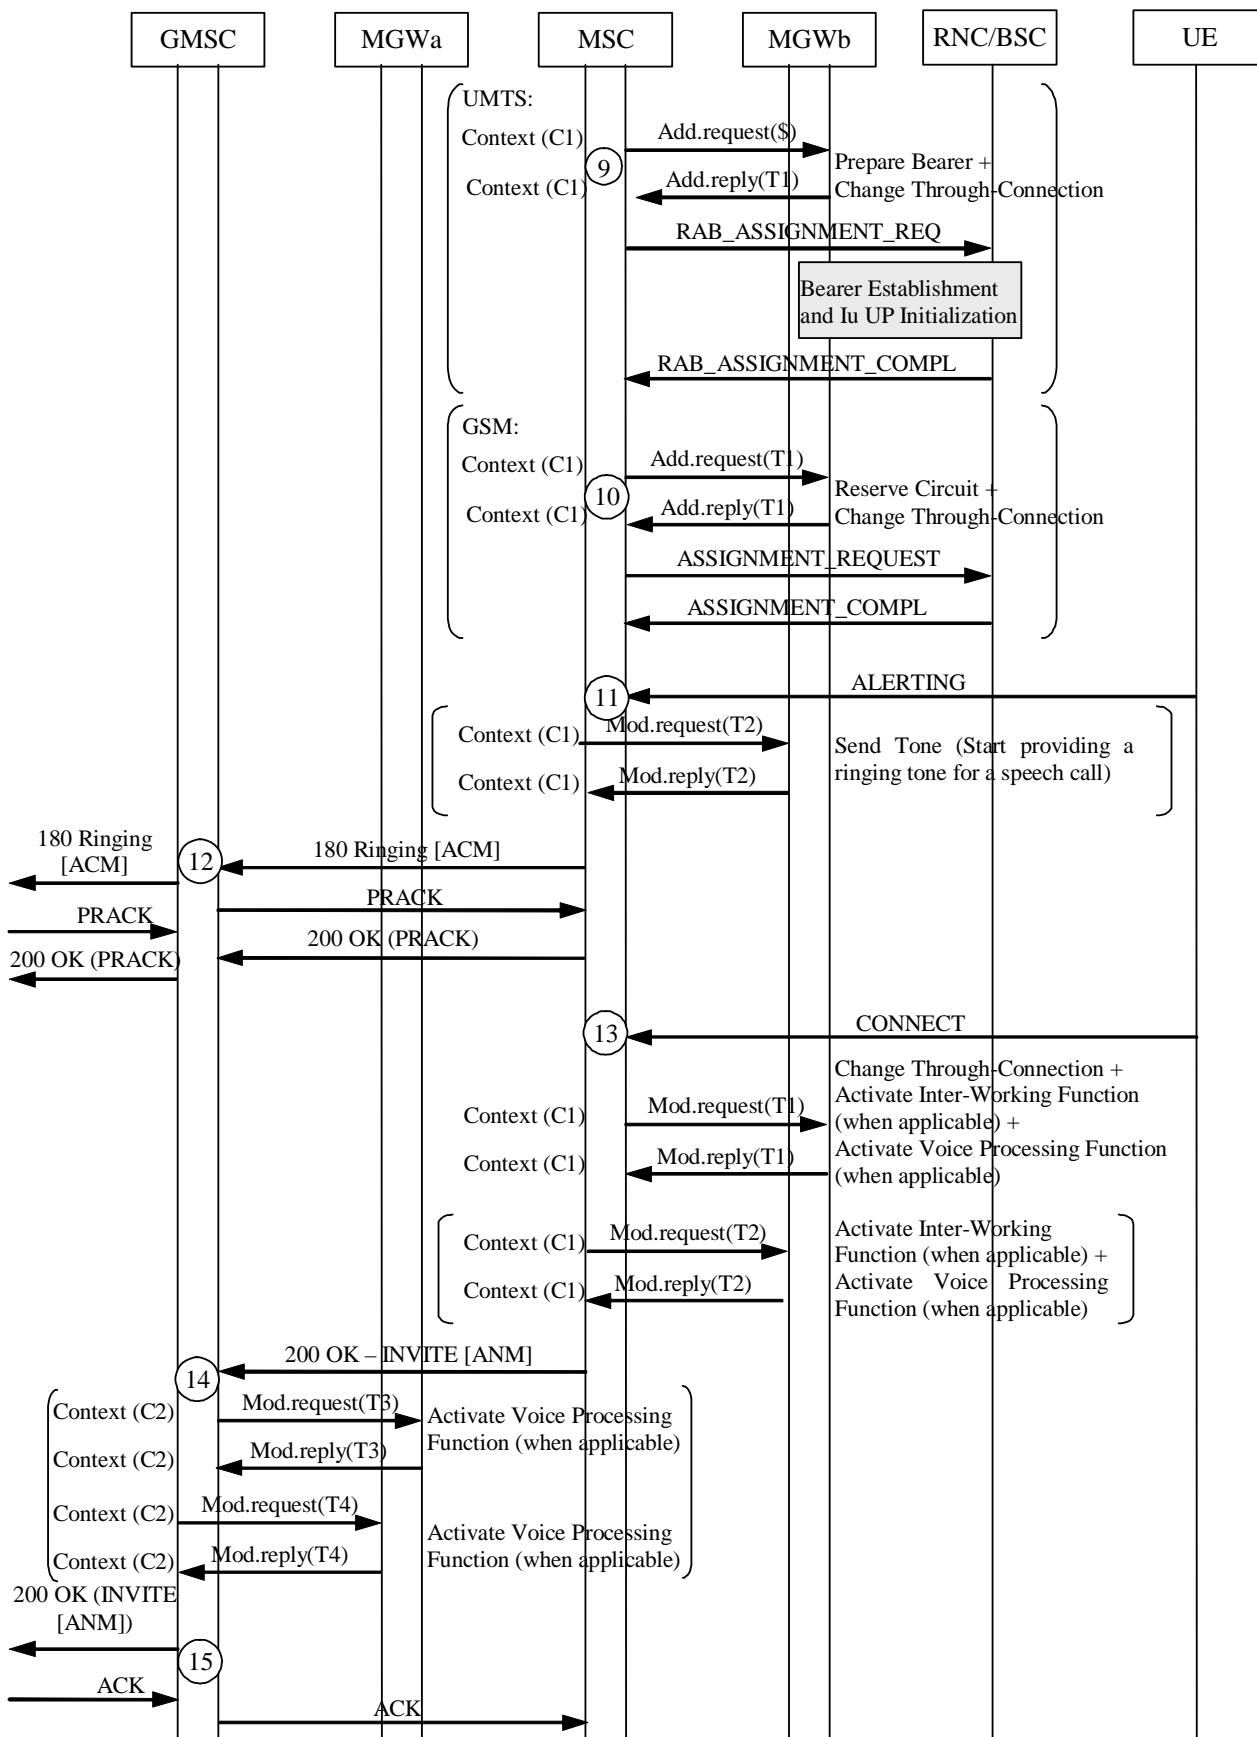 GMSC
MGWa
MSC
MGWb
RNC/BSC
UE
UMTS:
Context (C1)
Add.request($)
9
Prepare Bearer +
Change Through-Connection
Context (C1)
Add.reply(T1)
RAB_ASSIGNMENT_REQ
Bearer Establishment
and Iu UP Initialization
RAB_ASSIGNMENT_COMPL
GSM:
Context (C1)
Add.request(T1)
10
Reserve Circuit +
Change Through-Connection
Context (C1)
Add.reply(T1)
ASSIGNMENT_REQUEST
ASSIGNMENT_COMPL
11
ALERTING
Context (C1)
Mod.request(T2)
Send Tone (Start providing a
ringing tone for a speech call)
Context (C1)
Mod.reply(T2)
180 Ringing
[ACM]
12
180 Ringing [ACM]
PRACK
PRACK
200 OK (PRACK)
200 OK (PRACK)
13
CONNECT
Change Through-Connection +
Activate Inter-Working Function
(when applicable) +
Activate Voice Processing Function
(when applicable)
Context (C1)
Mod.request(T1)
Context (C1)
Mod.reply(T1)
Context (C1)
Mod.request(T2)
Activate Inter-Working
Function (when applicable) +
Activate Voice Processing
Function (when applicable)
Context (C1)
Mod.reply(T2)
200 OK – INVITE [ANM]
14
Context (C2)
Mod.request(T3)
Activate Voice Processing
Function (when applicable)
Context (C2)
Mod.reply(T3)
Context (C2)
Mod.request(T4)
Activate Voice Processing
Function (when applicable)
Context (C2)
Mod.reply(T4)
200 OK (INVITE
[ANM])
15
ACK
ACK